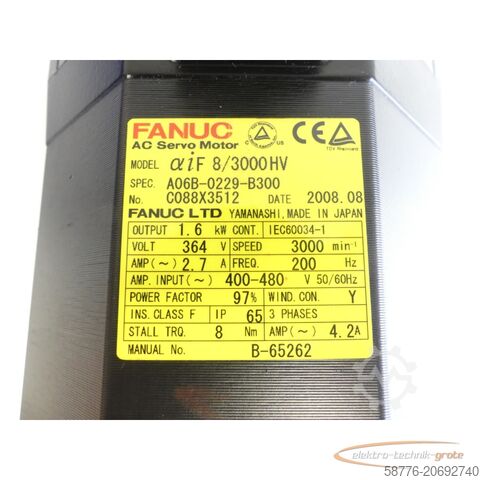 FANUC
AC Servo Motor
C US CE TÜV Rheinland
MODEL αiF 8/3000HV
SPEC. A06B-0229-B300
No. C088X3512 DATE 2008.08
FANUC LTD YAMANASHI, MADE IN JAPAN
OUTPUT 1.6 kW CONT. IEC60034-1
VOLT 364 V SPEED 3000 min-1
AMP(~) 2.7 A FREQ. 200 Hz
AMP. INPUT(~) 400-480 V 50/60Hz
POWER FACTOR 97% WIND. CON. Y
INS. CLASS F IP 65 3 PHASES
STALL TRQ. 8 Nm AMP(~) 4.2A
MANUAL No. B-65262
elektro-technik-grote
58776-20692740